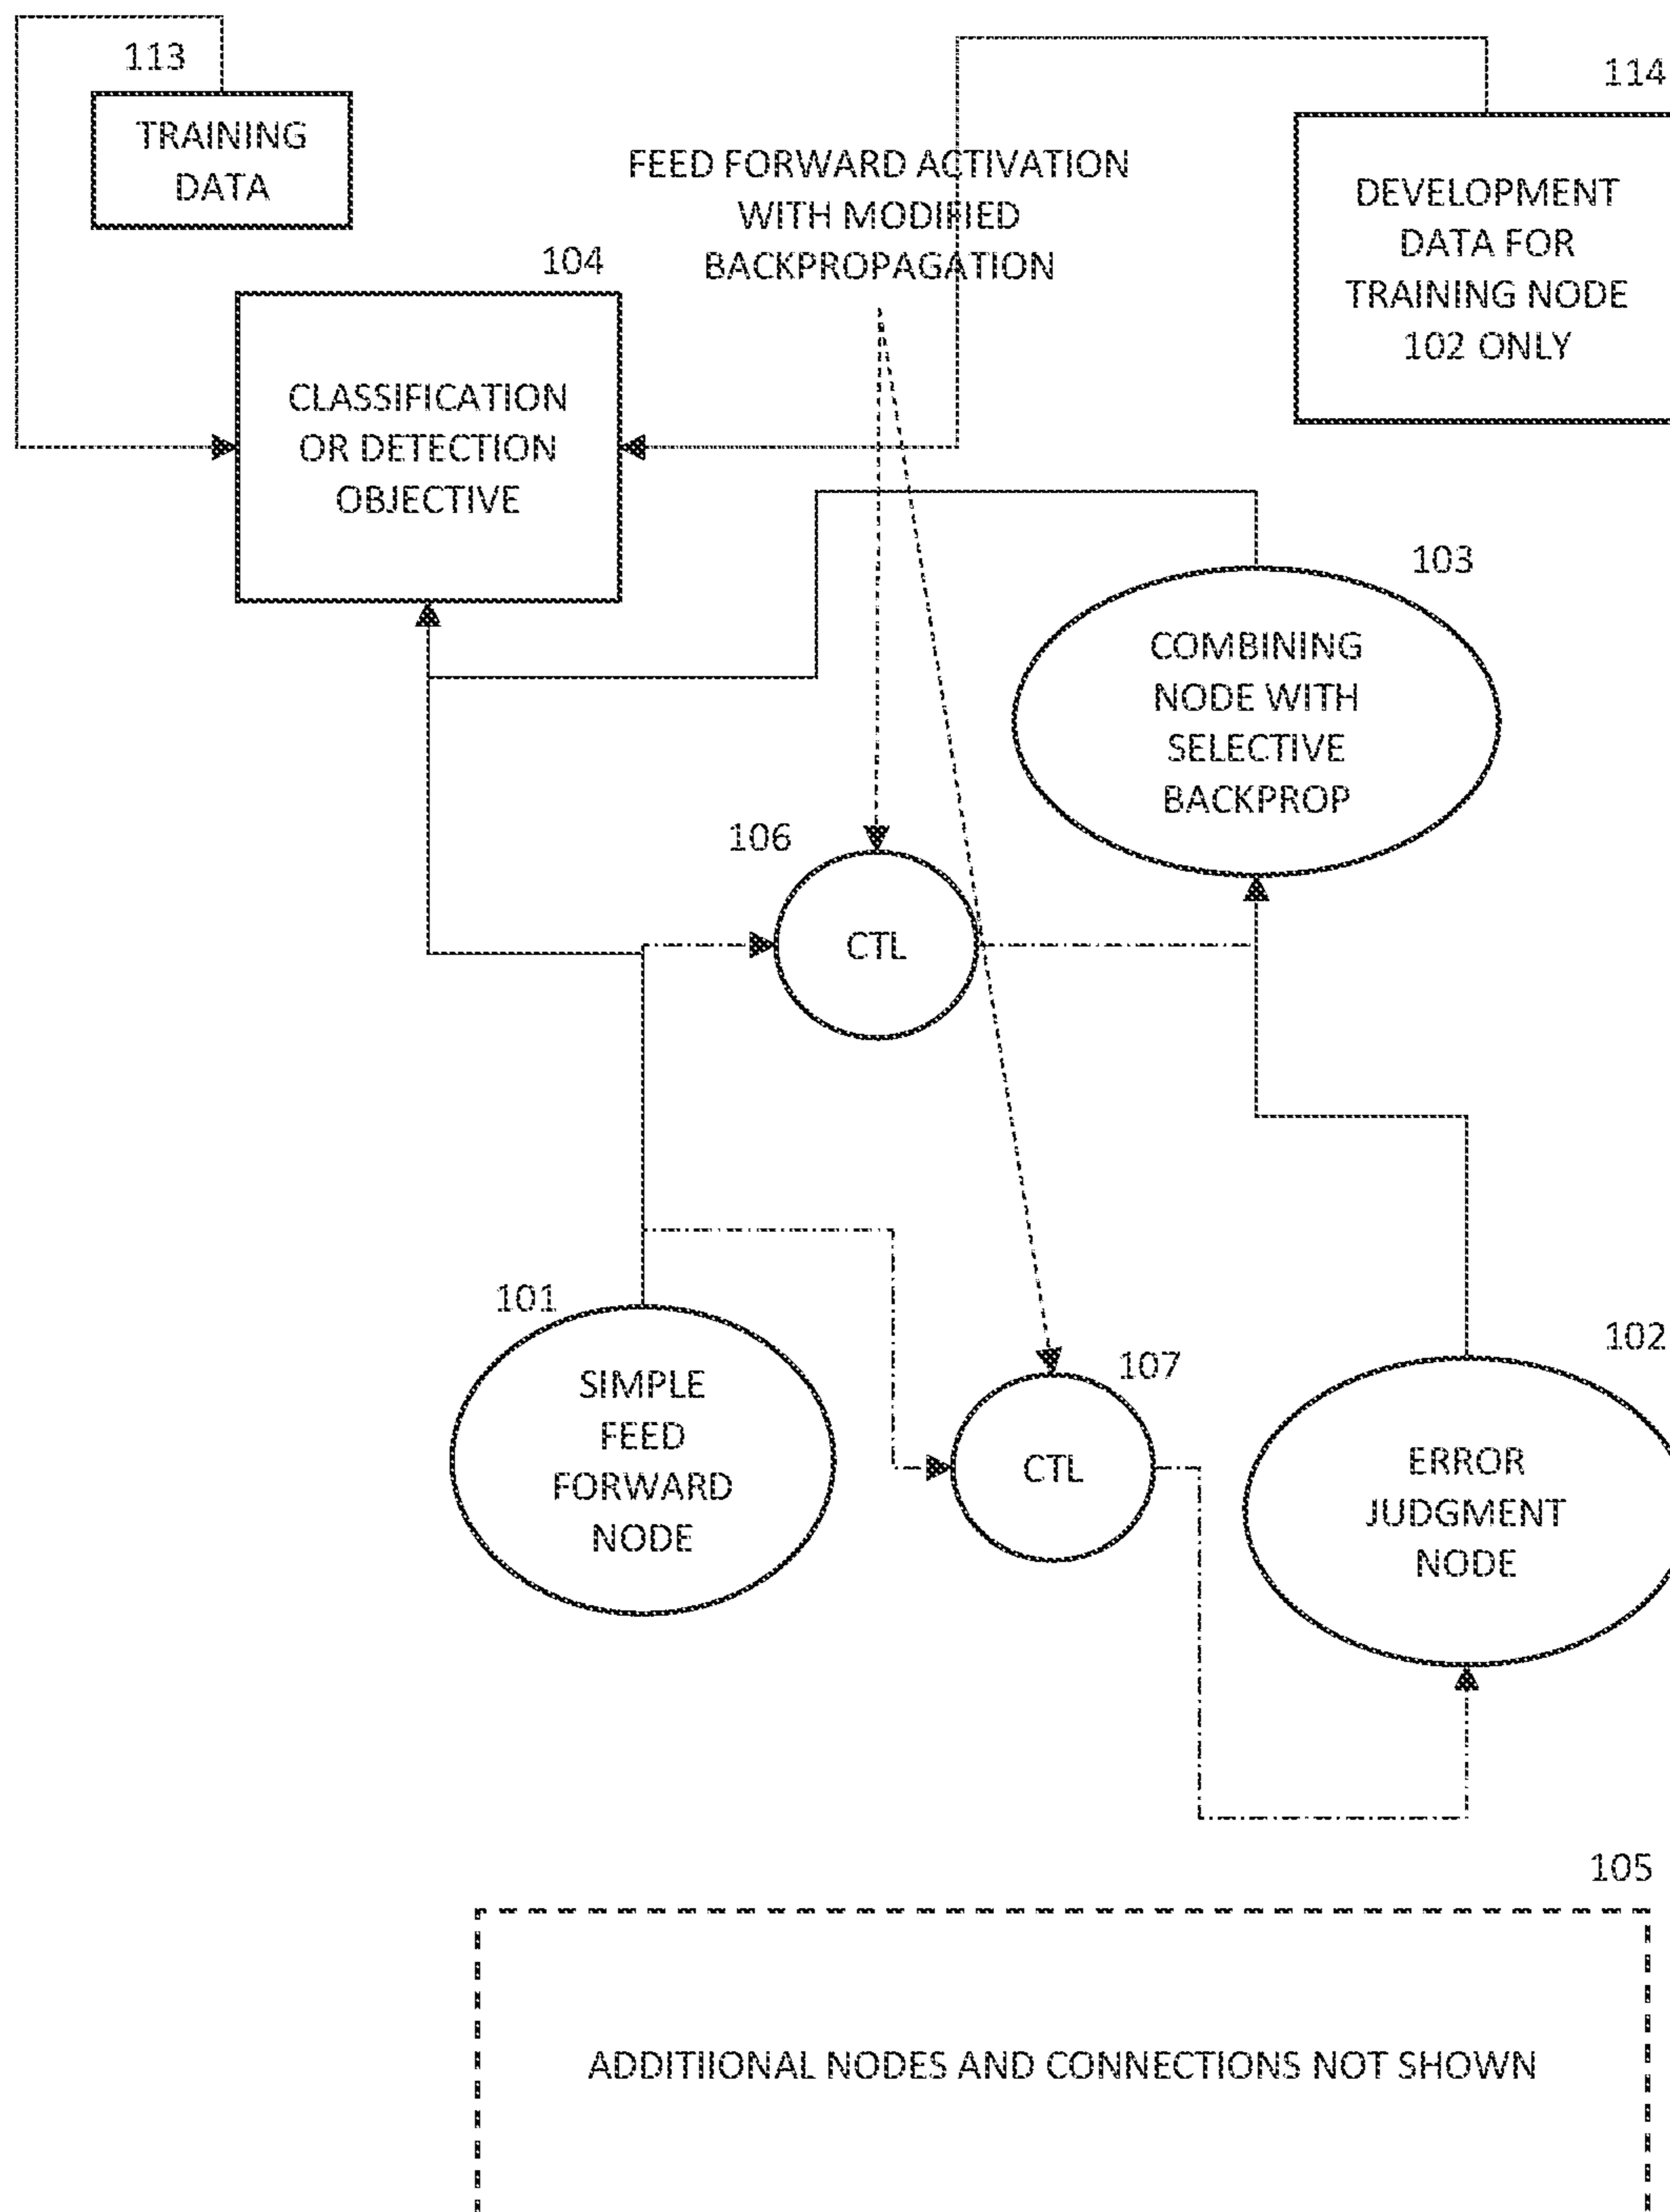 113
TRAINING
DATA
114
DEVELOPMENT
DATA FOR
TRAINING NODE
102 ONLY
FEED FORWARD ACTIVATION
WITH MODIFIED
BACKPROPAGATION
104
CLASSIFICATION
OR DETECTION
OBJECTIVE
103
COMBINING
NODE WITH
SELECTIVE
BACKPROP
106
CTL
101
SIMPLE
FEED
FORWARD
NODE
107
CTL
102
ERROR
JUDGMENT
NODE
105
ADDITIIONAL NODES AND CONNECTIONS NOT SHOWN